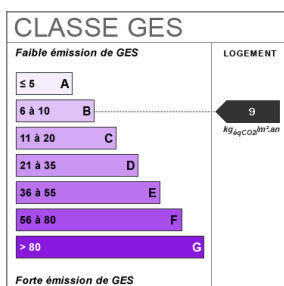 CLASSE GES
Faible émission de GES
LOGEMENT
≤ 5 A
6 à 10 B
9
kgéqCO2/m².an
11 à 20 C
21 à 35 D
36 à 55 E
56 à 80 F
> 80 G
Forte émission de GES